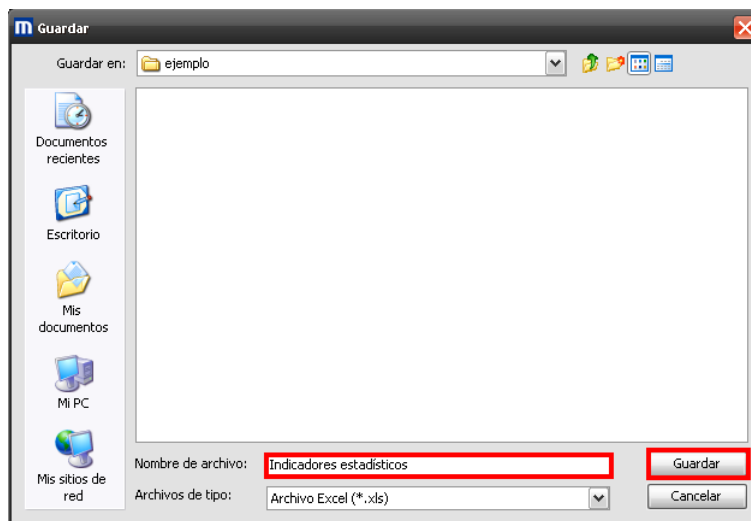 m Guardar
Guardar en: ejemplo
Documentos
recientes
Escritorio
Mis
documentos
Mi PC
Mis sitios de
red
Nombre de archivo: Indicadores estadísticos Guardar
Archivos de tipo: Archivo Excel (*.xls) Cancelar